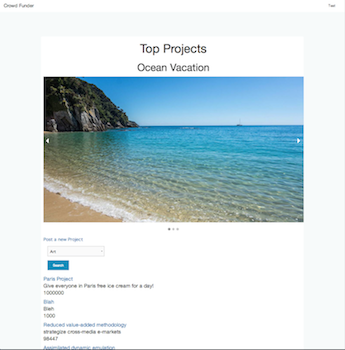 Crowd Funder
Top Projects
Ocean Vacation
Post a new Project
Art
Search
Paris Project
Give everyone in Paris free ice cream for a day!
1000000
Blah
Blah
1000
Reduced value-added methodology
strategize cross-media e-markets
98447
Assimilated dynamic emulation